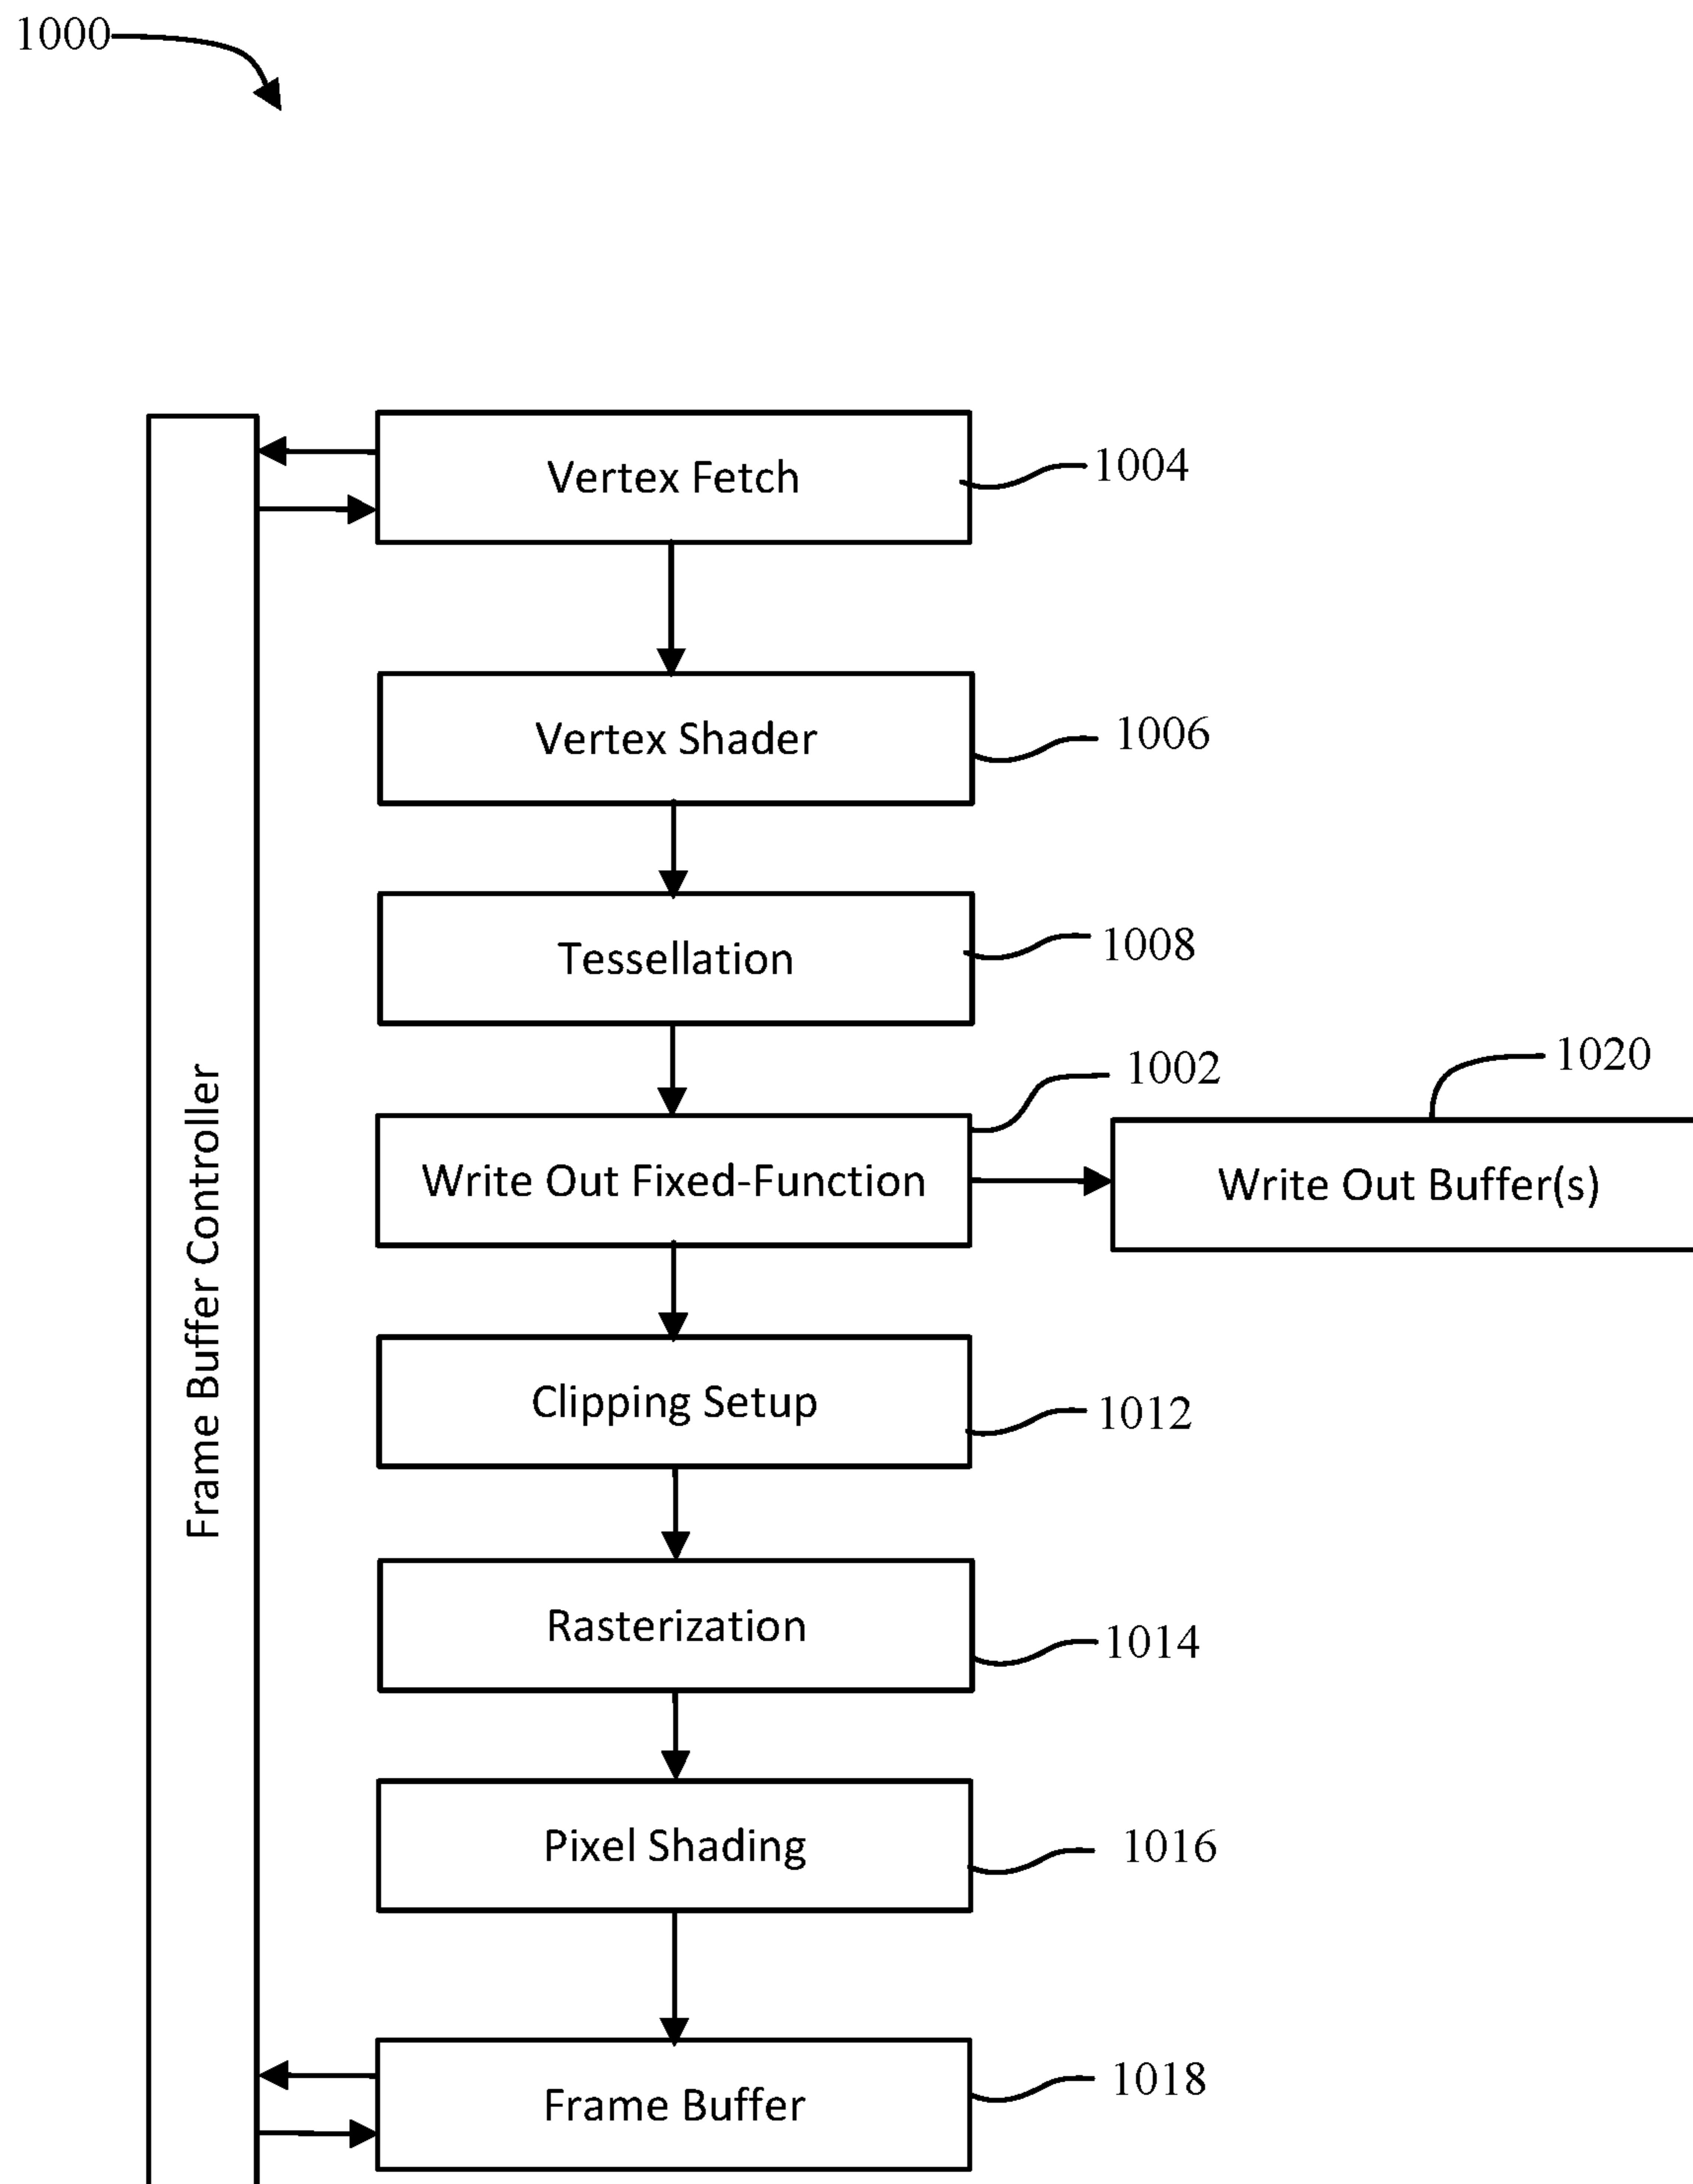 1000
Vertex Fetch
1004
Vertex Shader
1006
Tessellation
1008
1002
1020
Write Out Fixed-Function
Write Out Buffer(s)
Frame Buffer Controller
Clipping Setup
1012
Rasterization
1014
Pixel Shading
1016
Frame Buffer
1018